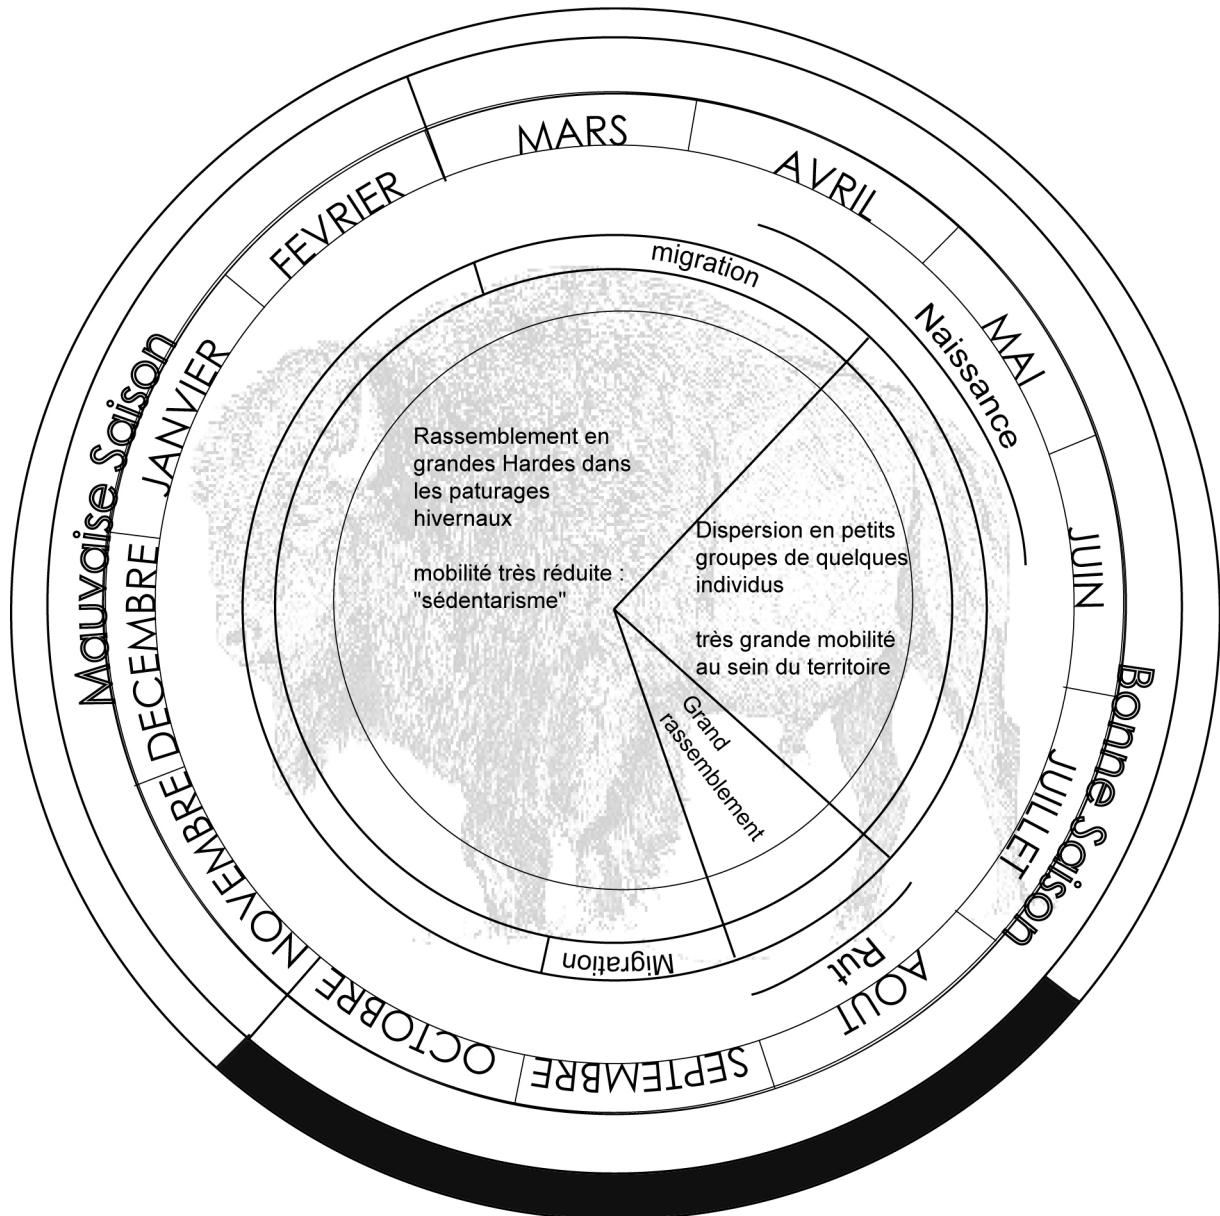 MARS
AVRIL
MAI
JUIN
JUILLET
AOUT
SEPTEMBRE
OCTOBRE
NOVEMBRE
DECEMBRE
JANVIER
FEVRIER
Mauvaise Saison
Bonne Saison
migration
Naissance
Rassemblement en
grandes Hardes dans
les paturages
hivernaux
mobilité très réduite :
"sédentarisme"
Dispersion en petits
groupes de quelques
individus
très grande mobilité
au sein du territoire
Grand
rassemblement
Rut
Migration